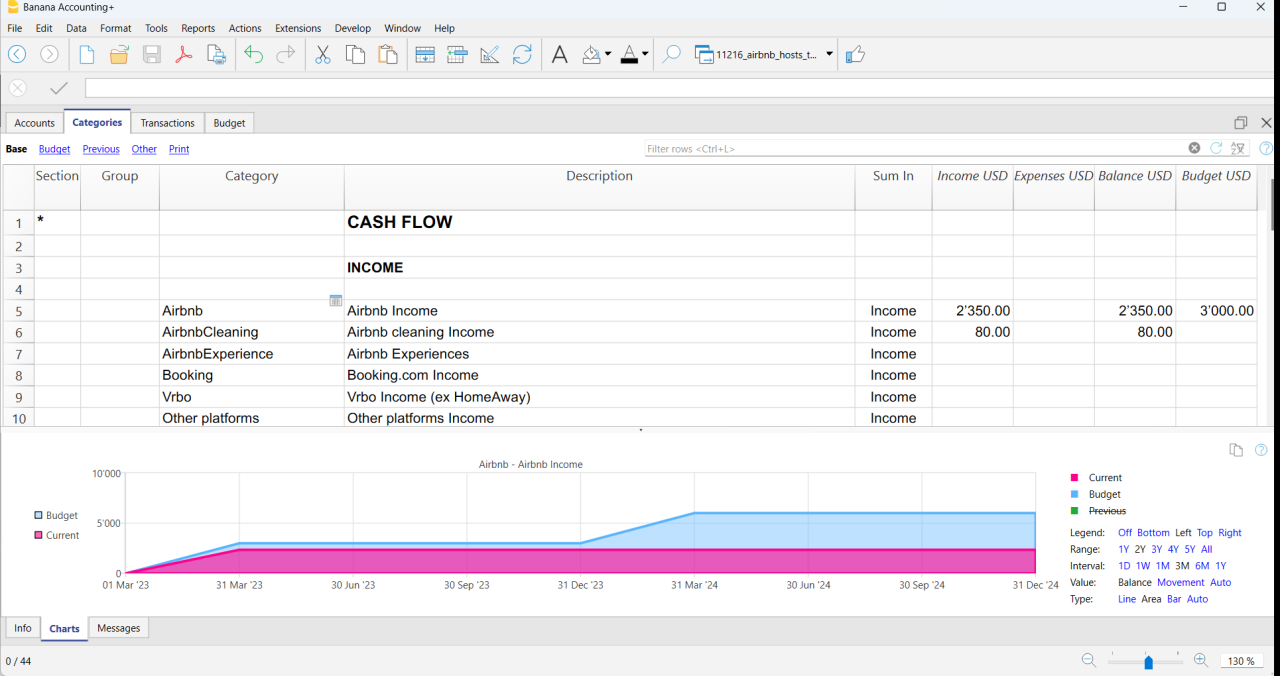 Banana Accounting+
File Edit Data Format Tools Reports Actions Extensions Develop Window Help
A A 11216_airbnb_hosts_t...
Accounts Categories Transactions Budget
Base Budget Previous Other Print Filter rows <Ctrl+L>
Section Group Category Description Sum In Income USD Expenses USD Balance USD Budget USD
1 * CASH FLOW
2
3 INCOME
4
5 Airbnb Airbnb Income Income 2'350.00 2'350.00 3'000.00
6 AirbnbCleaning Airbnb cleaning Income Income 80.00 80.00
7 AirbnbExperience Airbnb Experiences Income
8 Booking Booking.com Income Income
9 Vrbo Vrbo Income (ex HomeAway) Income
10 Other platforms Other platforms Income Income
Airbnb - Airbnb Income
10'000
5'000
0
Budget
Current
01 Mar '23 31 Mar '23 30 Jun '23 30 Sep '23 31 Dec '23 31 Mar '24 30 Jun '24 30 Sep '24 31 Dec '24
Current
Budget
Previous
Legend: Off Bottom Left Top Right
Range: 1Y 2Y 3Y 4Y 5Y All
Interval: 1D 1W 1M 3M 6M 1Y
Value: Balance Movement Auto
Type: Line Area Bar Auto
Info Charts Messages
0 / 44 130 %